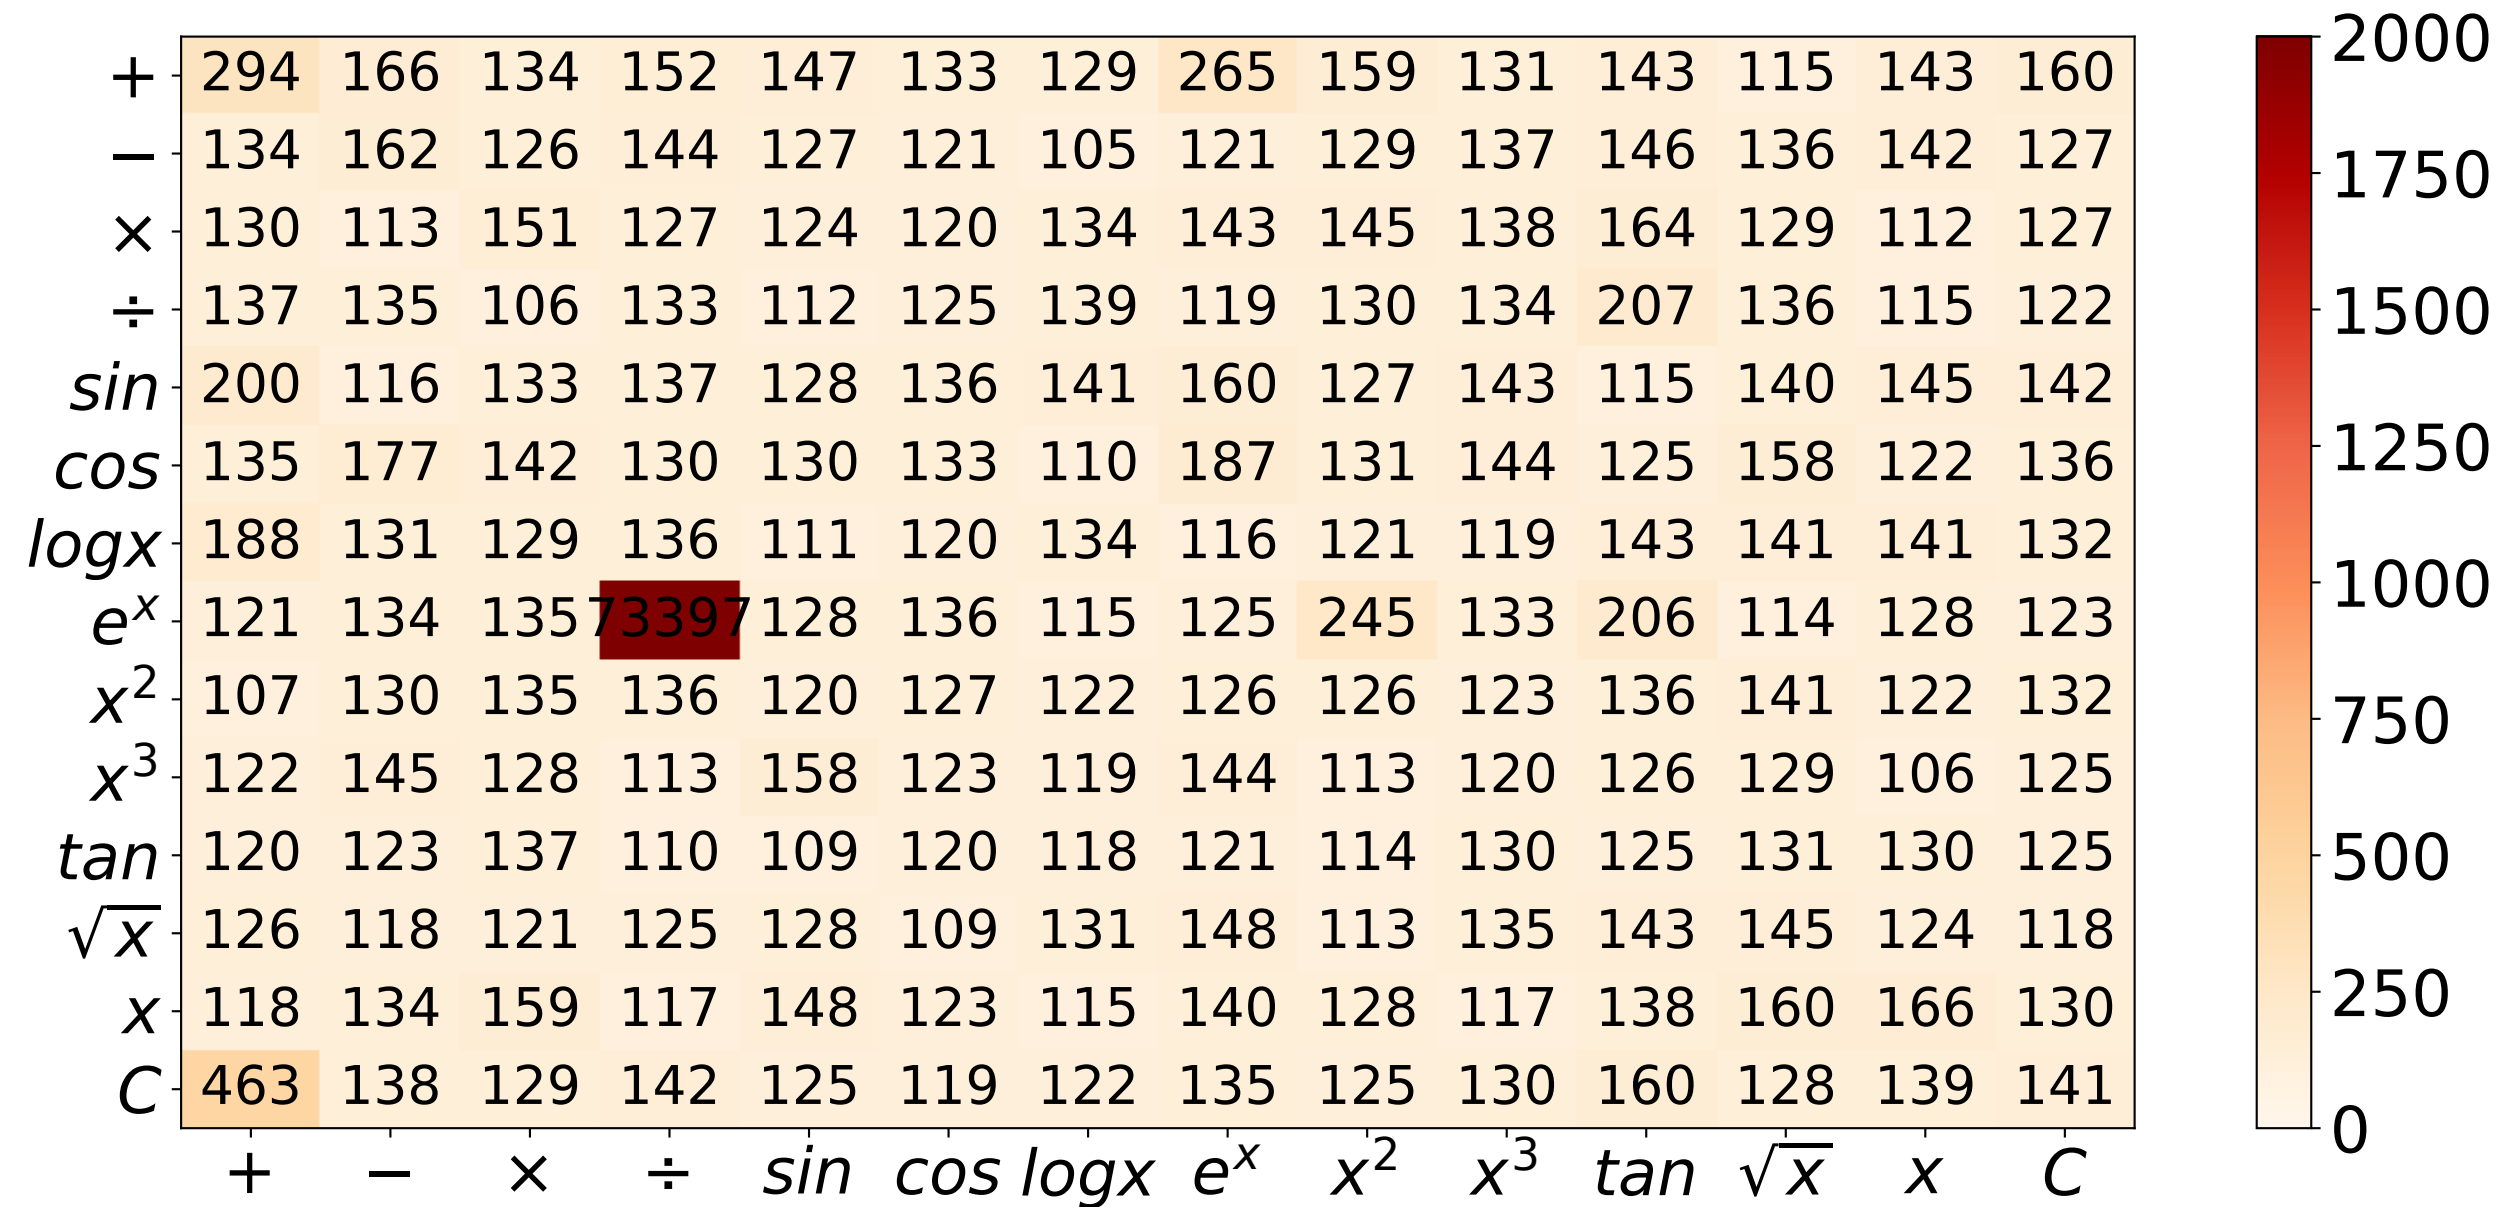 + 294 166 134 152 147 133 129 265 159 131 143 115 143 160
− 134 162 126 144 127 121 105 121 129 137 146 136 142 127
× 130 113 151 127 124 120 134 143 145 138 164 129 112 127
÷ 137 135 106 133 112 125 139 119 130 134 207 136 115 122
sin 200 116 133 137 128 136 141 160 127 143 115 140 145 142
cos 135 177 142 130 130 133 110 187 131 144 125 158 122 136
logx 188 131 129 136 111 120 134 116 121 119 143 141 141 132
eˣ 121 134 135 73397 128 136 115 125 245 133 206 114 128 123
x² 107 130 135 136 120 127 122 126 126 123 136 141 122 132
x³ 122 145 128 113 158 123 119 144 113 120 126 129 106 125
tan 120 123 137 110 109 120 118 121 114 130 125 131 130 125
√x 126 118 121 125 128 109 131 148 113 135 143 145 124 118
x 118 134 159 117 148 123 115 140 128 117 138 160 166 130
C 463 138 129 142 125 119 122 135 125 130 160 128 139 141
+ − × ÷ sin cos logx eˣ x² x³ tan √x x C
2000
1750
1500
1250
1000
750
500
250
0